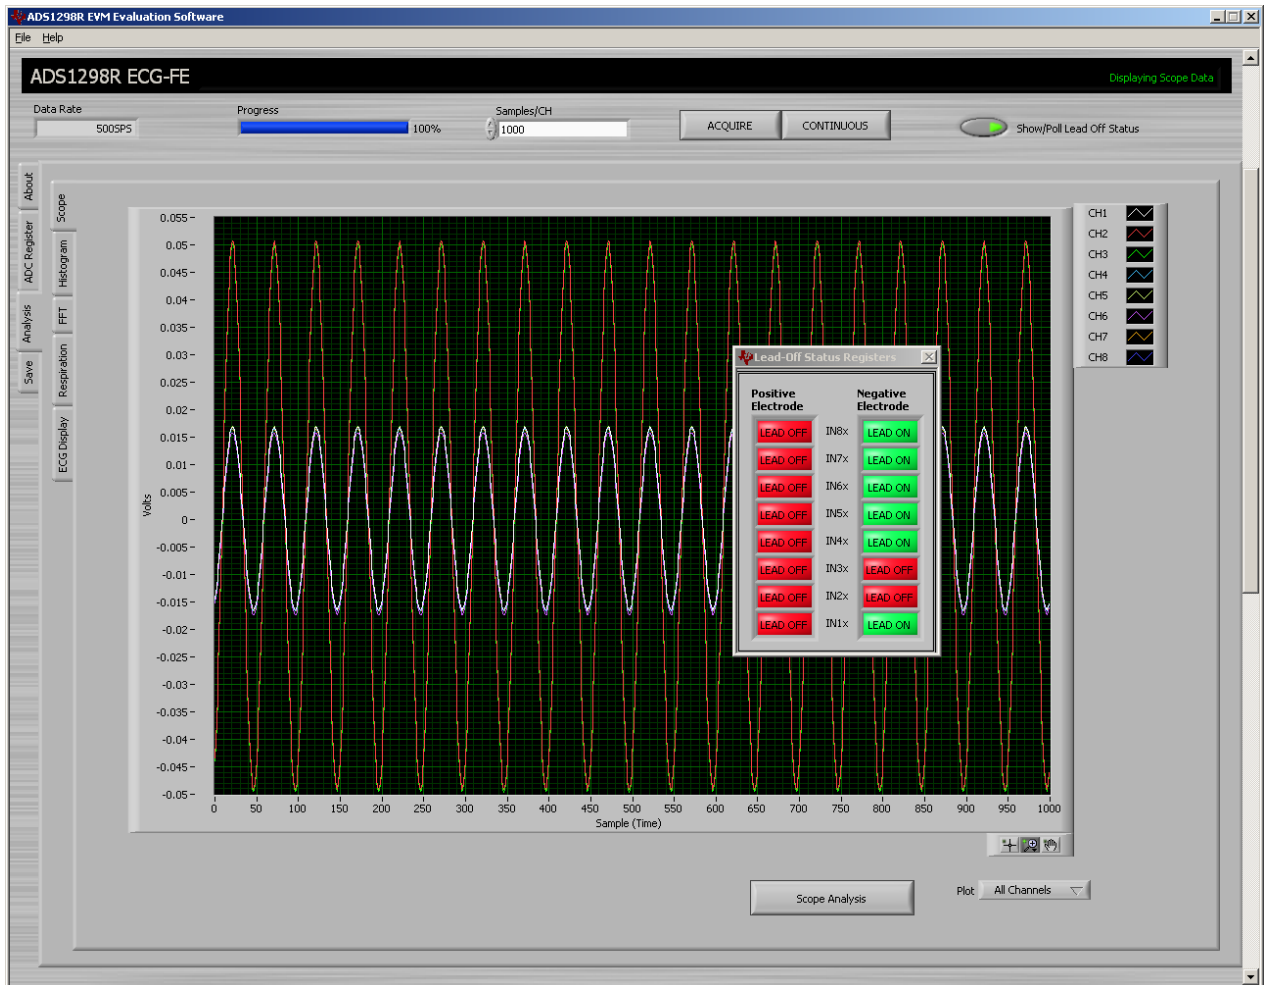 ADS1298R EVM Evaluation Software
File Help
ADS1298R ECG-FE
Displaying Scope Data
Data Rate
500SPS
Progress
100%
Samples/CH
1000
ACQUIRE
CONTINUOUS
Show/Poll Lead Off Status
About
ADC Register
Analysis
Save
Scope
Histogram
FFT
Respiration
ECG Display
Volts
0.055
0.05
0.045
0.04
0.035
0.03
0.025
0.02
0.015
0.01
0.005
0
-0.005
-0.01
-0.015
-0.02
-0.025
-0.03
-0.035
-0.04
-0.045
-0.05
0 50 100 150 200 250 300 350 400 450 500 550 600 650 700 750 800 850 900 950 1000
Sample (Time)
CH1
CH2
CH3
CH4
CH5
CH6
CH7
CH8
Lead-Off Status Registers
Positive Electrode
Negative Electrode
LEAD OFF IN8x LEAD ON
LEAD OFF IN7x LEAD ON
LEAD OFF IN6x LEAD ON
LEAD OFF IN5x LEAD ON
LEAD OFF IN4x LEAD ON
LEAD OFF IN3x LEAD OFF
LEAD OFF IN2x LEAD OFF
LEAD OFF IN1x LEAD ON
Scope Analysis
Plot All Channels